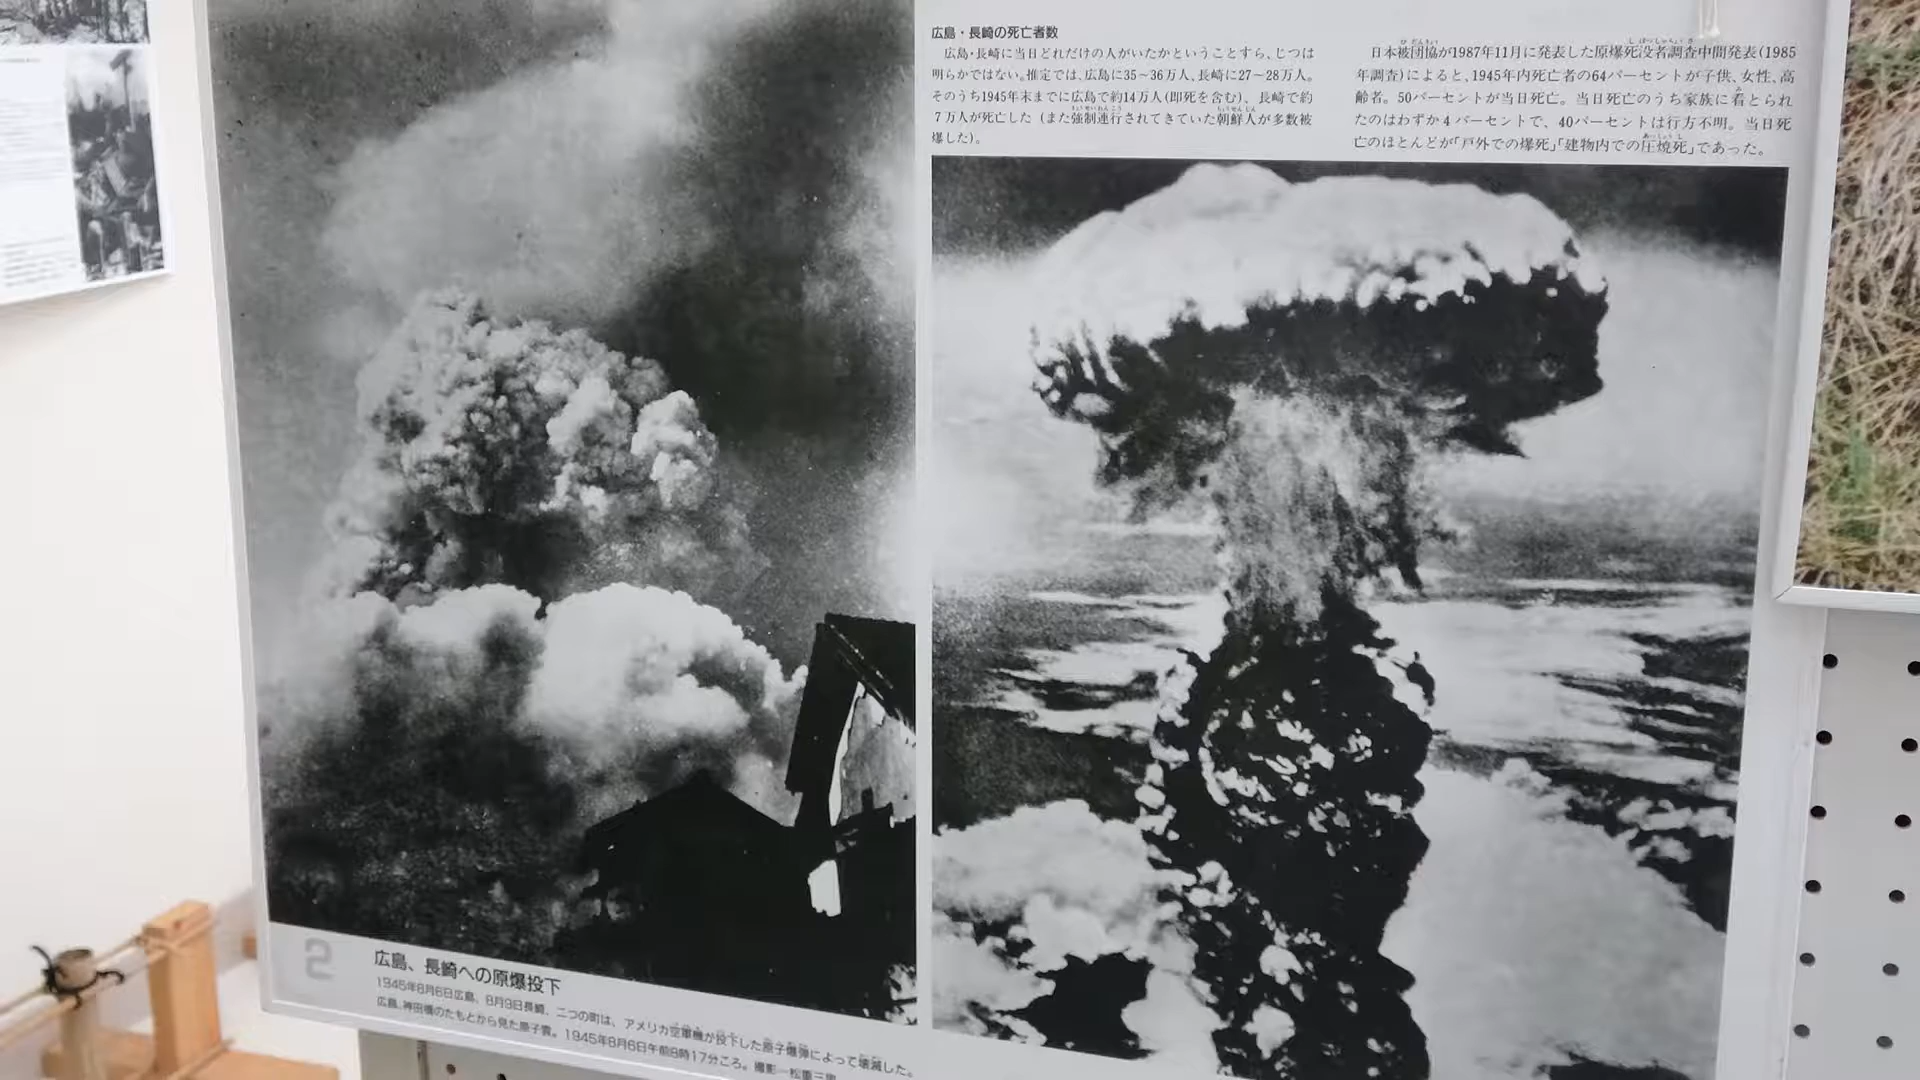 広島・長崎の死亡者数
広島・長崎に当日どれだけの人がいたかということすら、じつは
明らかではない。推定では、広島に35〜36万人、長崎に27〜28万人。
そのうち1945年末までに広島で約14万人(即死を含む)、長崎で約
7万人が死亡した(また強制連行されてきていた朝鮮人が多数被
爆した)。
日本被団協が1987年11月に発表した原爆死没者調査中間発表(1985
年調査)によると、1945年内死亡者の64パーセントが子供、女性、高
齢者。50パーセントが当日死亡。当日死亡のうち家族に看とられ
たのはわずか4パーセントで、40パーセントは行方不明。当日死
亡のほとんどが「戸外での爆死」「建物内での圧焼死」であった。
2
広島、長崎への原爆投下
1945年8月6日広島、8月9日長崎、二つの町は、アメリカ空軍機が投下した原子爆弾によって壊滅した。
広島、神田橋のたもとから見た原子雲。1945年8月6日午前8時17分ころ。撮影―松重三男